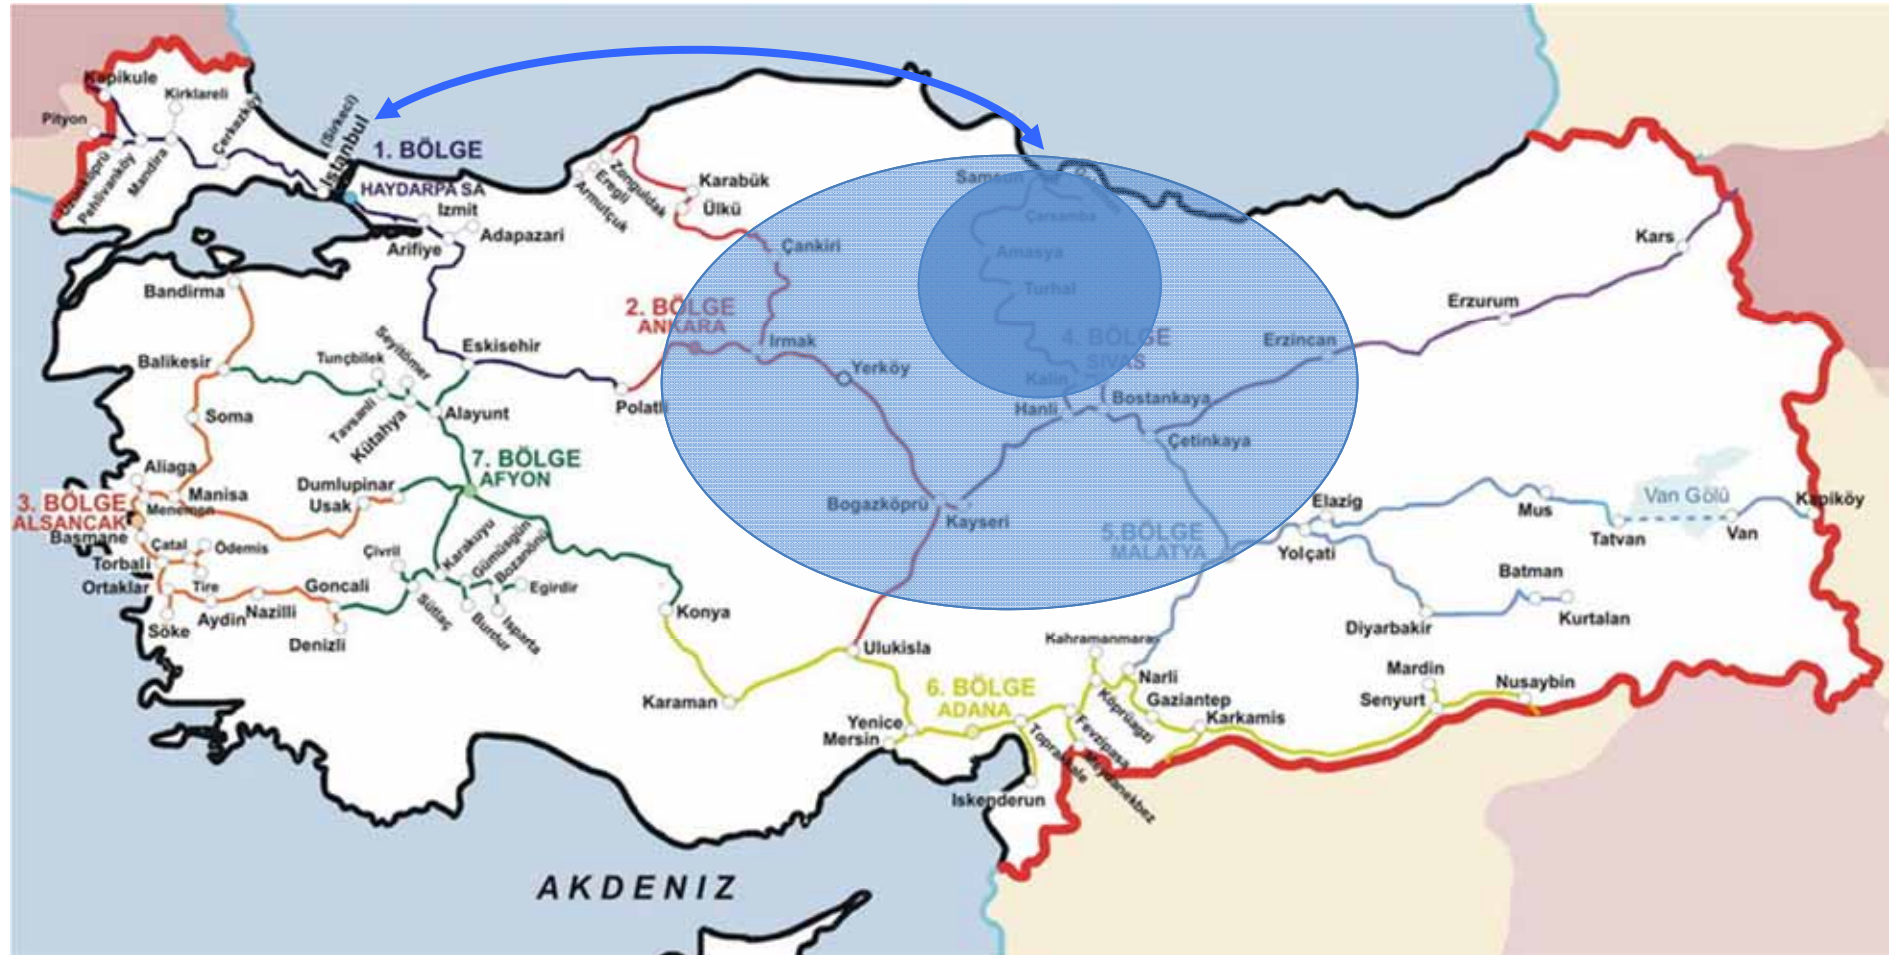 Kapikule
Kirklareli
Pityon
Uzunköprü
Pehlivanköy
Mandira
Çerkezköy
(Sirkeci)
Istanbul
1. BÖLGE
HAYDARPA SA
Izmit
Adapazari
Arifiye
Zonguldak
Eregli
Armutçuk
Karabük
Ülkü
Çankiri
2. BÖLGE
ANKARA
Irmak
Yerköy
Samsun
Çarsamba
Amasya
Turhal
4. BÖLGE
SIVAS
Kalin
Hanli
Bostankaya
Çetinkaya
Erzincan
Erzurum
Kars
Bandirma
Balikesir
Tunçbilek
Seyitömer
Tavsanli
Kütahya
Eskisehir
Alayunt
Polatli
Soma
Aliaga
Manisa
Menemen
3. BÖLGE
ALSANCAK
Basmane
Dumlupinar
Usak
7. BÖLGE
AFYON
Çatal
Ödemis
Torbali
Tire
Ortaklar
Söke
Aydin
Nazilli
Goncali
Denizli
Çivril
Sütlaç
Karakuyu
Gümüsgün
Bozanönü
Egirdir
Burdur
Isparta
Konya
Karaman
Ulukisla
Bogazköprü
Kayseri
5.BÖLGE
MALATYA
Elazig
Yolçati
Mus
Tatvan
Van Gölü
Van
Kapiköy
Batman
Kurtalan
Diyarbakir
Kahramanmaras
Narli
Köprüagzi
Gaziantep
Karkamis
Mardin
Senyurt
Nusaybin
6. BÖLGE
ADANA
Yenice
Mersin
Toprakkale
Fevzipasa
Meydanekbez
Iskenderun
AKDENIZ